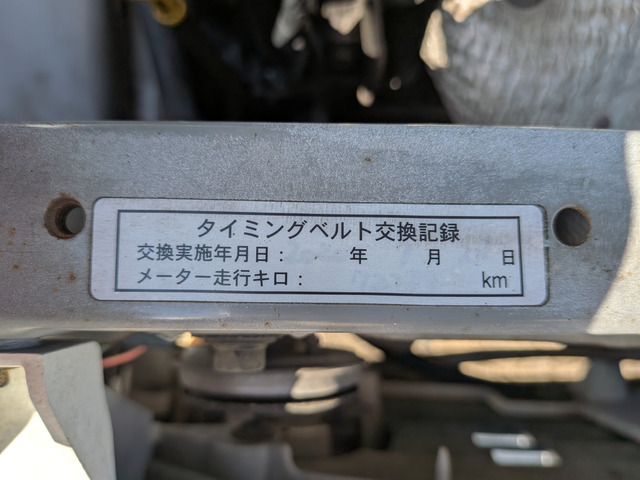 タイミングベルト交換記録
交換実施年月日： 年 月 日
メーター走行キロ： km